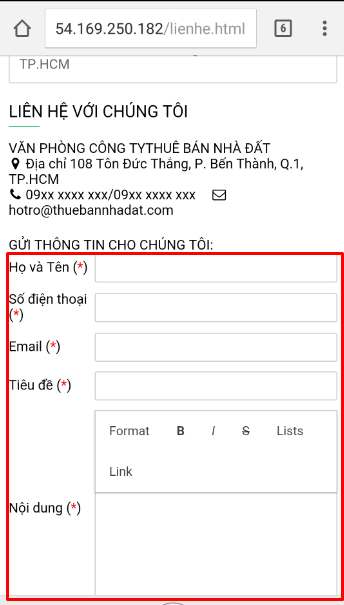 54.169.250.182/lienhe.html
6
TP.HCM
LIÊN HỆ VỚI CHÚNG TÔI
VĂN PHÒNG CÔNG TYTHUÊ BÁN NHÀ ĐẤT
Địa chỉ 108 Tôn Đức Thắng, P. Bến Thành, Q.1,
TP.HCM
09xx xxxx xxx/09xx xxxx xxx
hotro@thuebannhadat.com
GỬI THÔNG TIN CHO CHÚNG TÔI:
Họ và Tên (*)
Số điện thoại
(*)
Email (*)
Tiêu đề (*)
Format B I S Lists
Link
Nội dung (*)